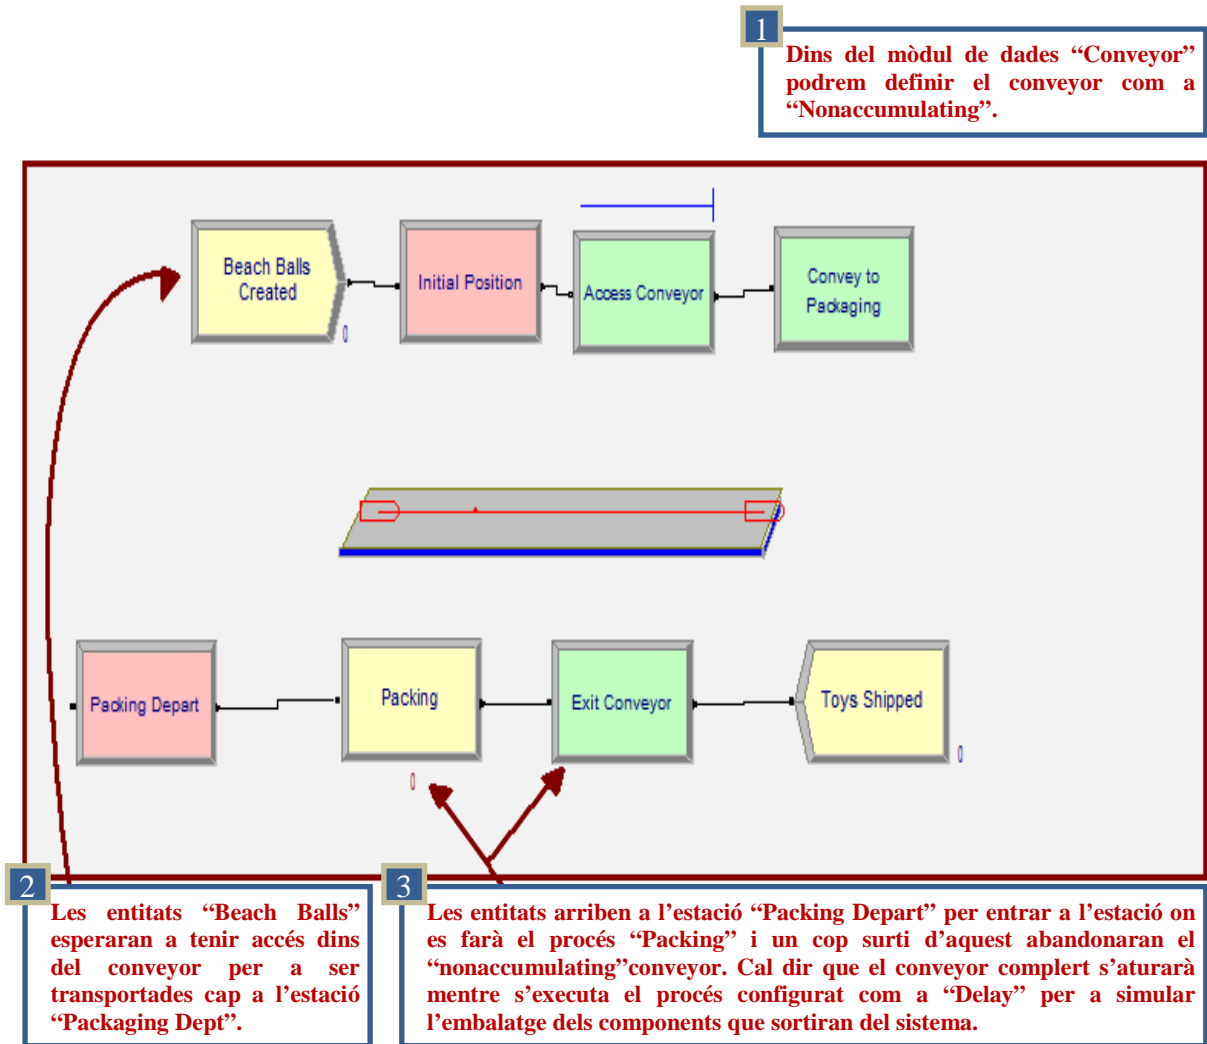 1
Dins del mòdul de dades “Conveyor”
podrem definir el conveyor com a
“Nonaccumulating”.
Beach Balls
Created
0
Initial Position
Access Conveyor
Convey to
Packaging
Packing Depart
Packing
0
Exit Conveyor
Toys Shipped
0
2
Les entitats “Beach Balls”
esperaran a tenir accés dins
del conveyor per a ser
transportades cap a l’estació
“Packaging Dept”.
3
Les entitats arriben a l’estació “Packing Depart” per entrar a l’estació on
es farà el procés “Packing” i un cop surti d’aquest abandonaran el
“nonaccumulating”conveyor. Cal dir que el conveyor complert s’aturarà
mentre s’executa el procés configurat com a “Delay” per a simular
l’embalatge dels components que sortiran del sistema.